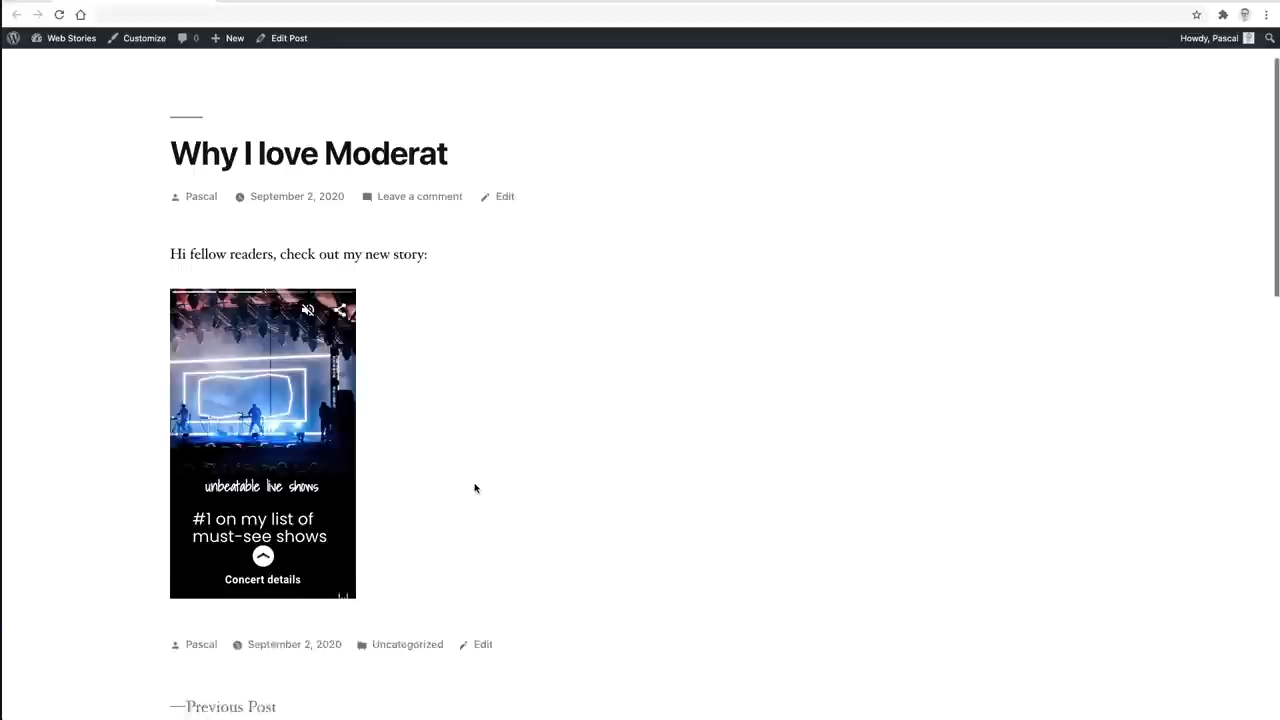 Web Stories Customize 0 New Edit Post Howdy, Pascal
Why I love Moderat
Pascal September 2, 2020 Leave a comment Edit
Hi fellow readers, check out my new story:
unbeatable live shows
#1 on my list of
must-see shows
Concert details
Pascal September 2, 2020 Uncategorized Edit
—Previous Post